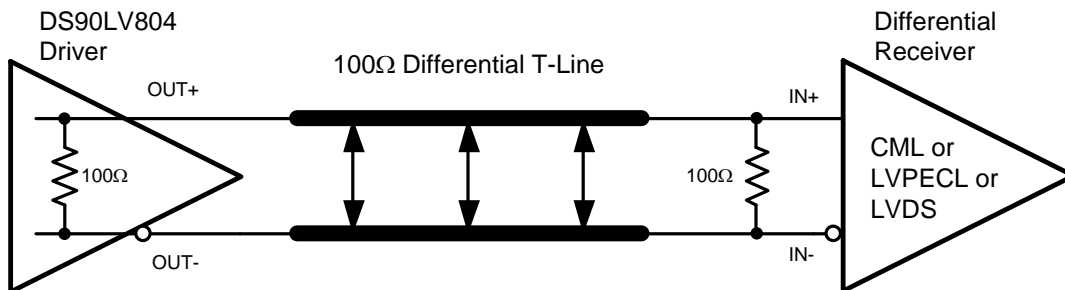 DS90LV804
Driver
Differential
Receiver
100Ω Differential T-Line
OUT+
IN+
100Ω
100Ω
CML or
LVPECL or
LVDS
OUT-
IN-